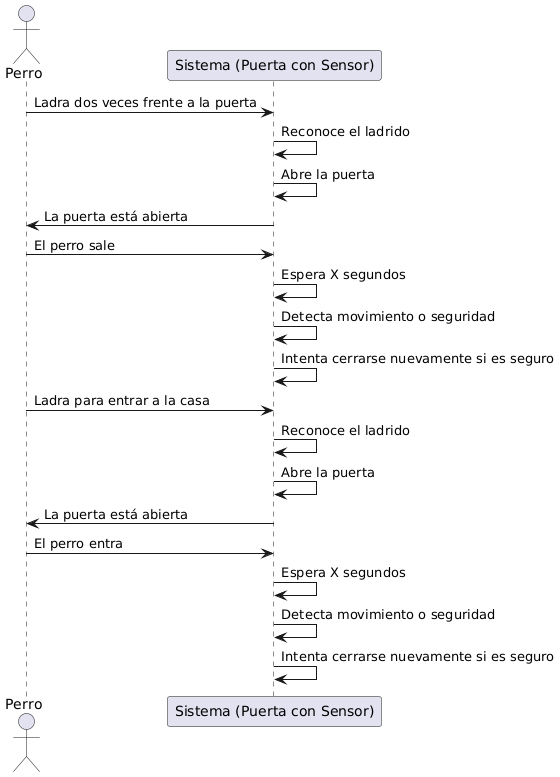 Perro
Sistema (Puerta con Sensor)
Ladra dos veces frente a la puerta
Reconoce el ladrido
Abre la puerta
La puerta está abierta
El perro sale
Espera X segundos
Detecta movimiento o seguridad
Intenta cerrarse nuevamente si es seguro
Ladra para entrar a la casa
Reconoce el ladrido
Abre la puerta
La puerta está abierta
El perro entra
Espera X segundos
Detecta movimiento o seguridad
Intenta cerrarse nuevamente si es seguro
Perro
Sistema (Puerta con Sensor)